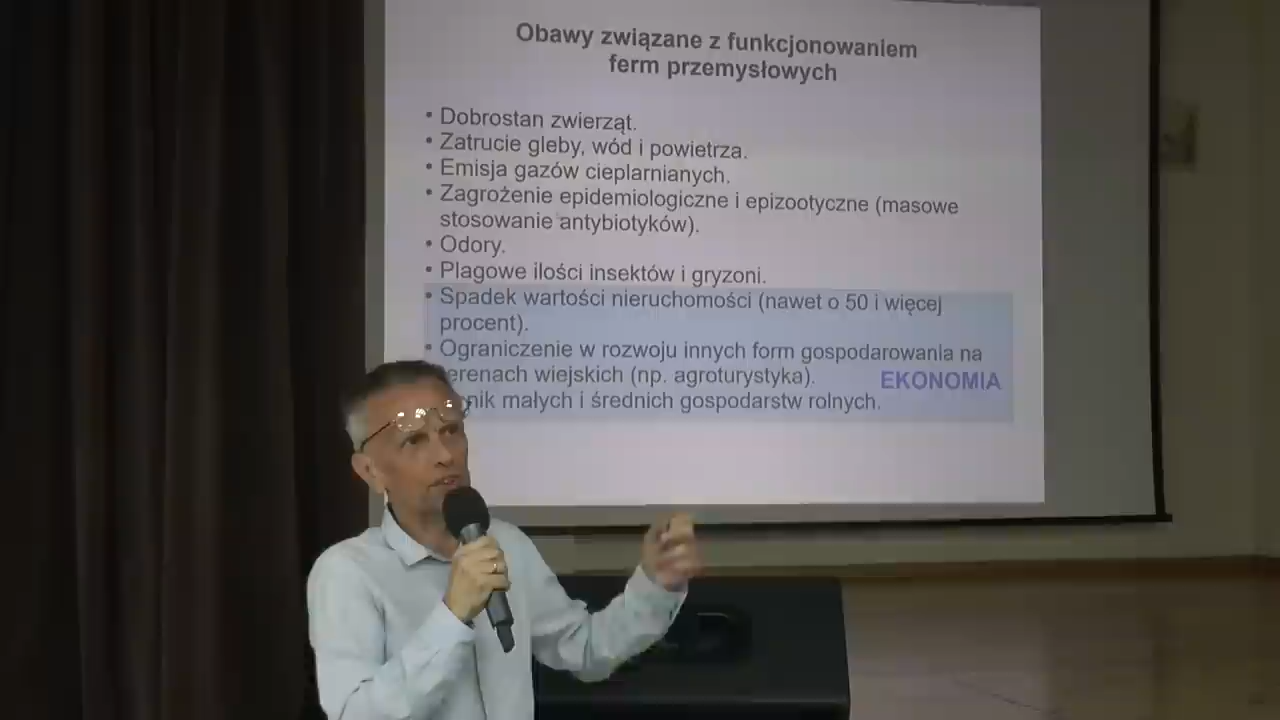 Obawy związane z funkcjonowaniem
ferm przemysłowych
• Dobrostan zwierząt.
• Zatrucie gleby, wód i powietrza.
• Emisja gazów cieplarnianych.
• Zagrożenie epidemiologiczne i epizootyczne (masowe
stosowanie antybiotyków).
• Odory.
• Plagowe ilości insektów i gryzoni.
• Spadek wartości nieruchomości (nawet o 50 i więcej
procent).
• Ograniczenie w rozwoju innych form gospodarowania na
erenach wiejskich (np. agroturystyka).
EKONOMIA
nik małych i średnich gospodarstw rolnych.